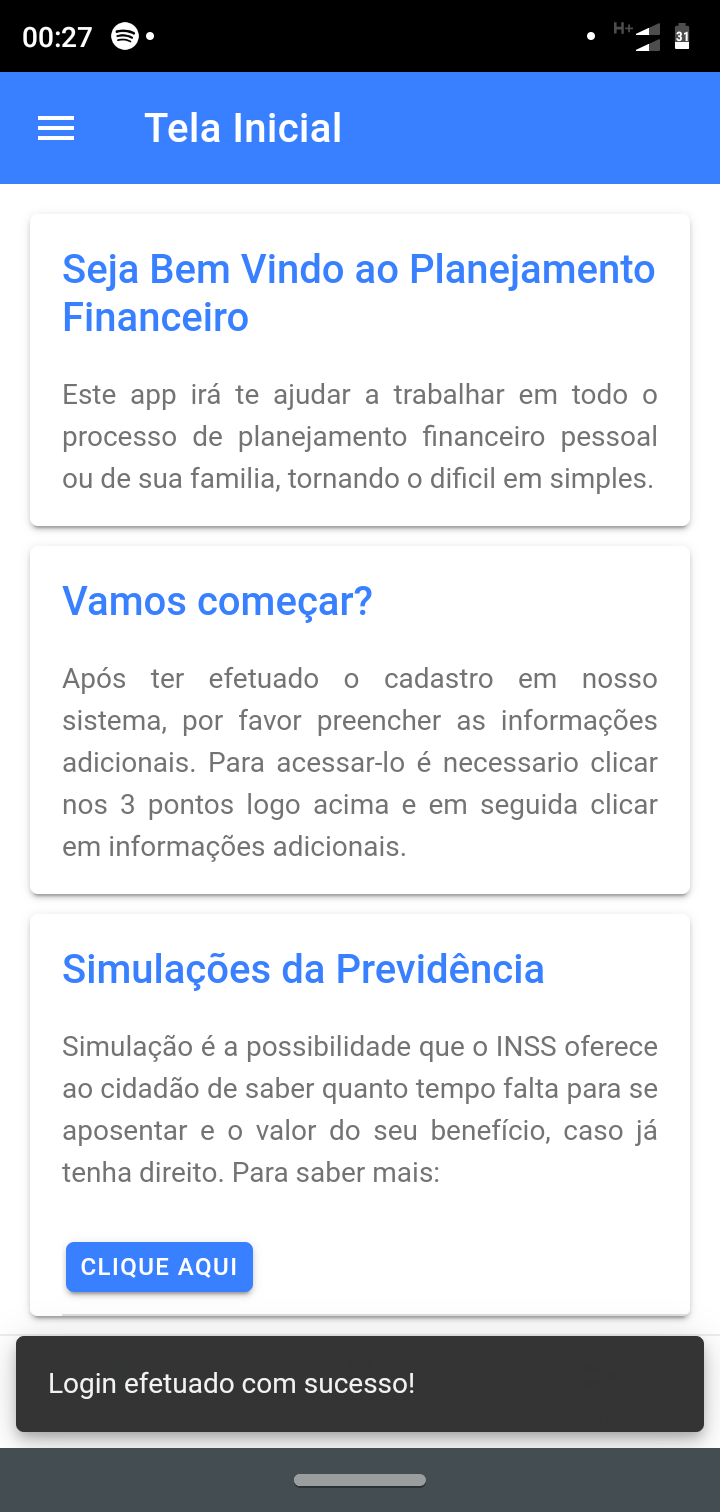 00:27
H+
31
Tela Inicial
Seja Bem Vindo ao Planejamento
Financeiro
Este app irá te ajudar a trabalhar em todo o
processo de planejamento financeiro pessoal
ou de sua familia, tornando o dificil em simples.
Vamos começar?
Após ter efetuado o cadastro em nosso
sistema, por favor preencher as informações
adicionais. Para acessar-lo é necessario clicar
nos 3 pontos logo acima e em seguida clicar
em informações adicionais.
Simulações da Previdência
Simulação é a possibilidade que o INSS oferece
ao cidadão de saber quanto tempo falta para se
aposentar e o valor do seu benefício, caso já
tenha direito. Para saber mais:
CLIQUE AQUI
Login efetuado com sucesso!